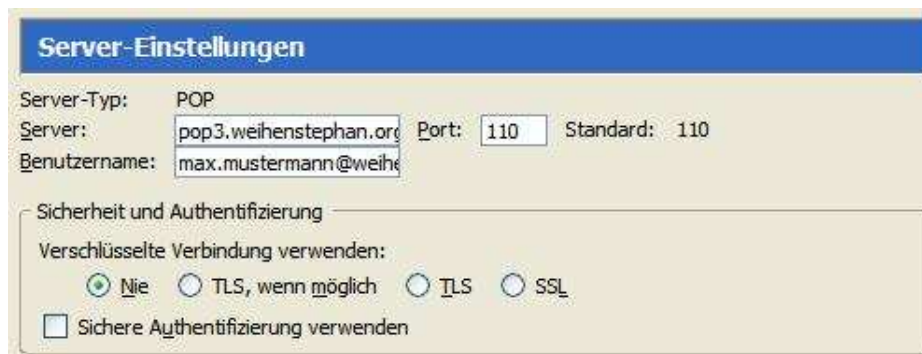 Server-Einstellungen
Server-Typ: POP
Server: pop3.weihenstephan.org Port: 110 Standard: 110
Benutzername: max.mustermann@weihe
Sicherheit und Authentifizierung
Verschlüsselte Verbindung verwenden:
Nie TLS, wenn möglich TLS SSL
Sichere Authentifizierung verwenden